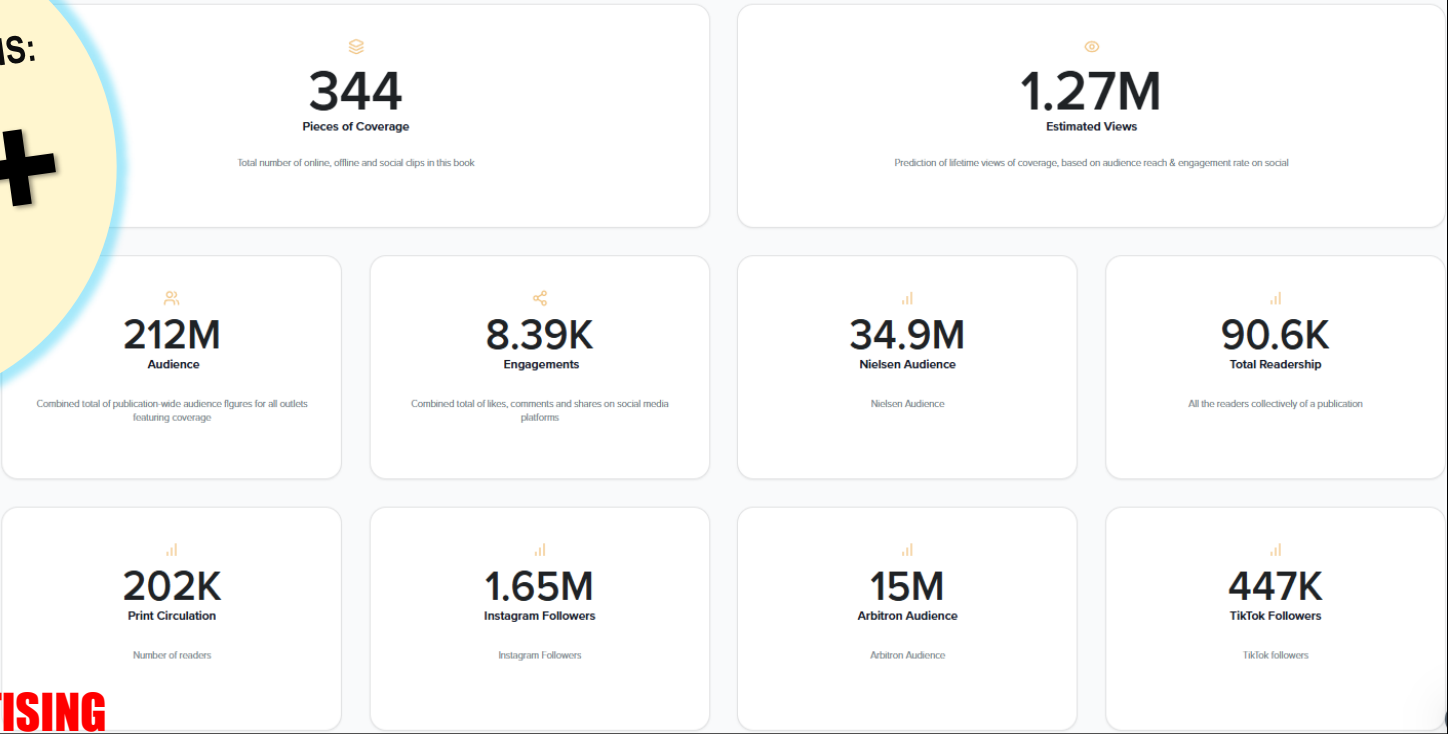 344
Pieces of Coverage
Total number of online, offline and social clips in this book
1.27M
Estimated Views
Prediction of lifetime views of coverage, based on audience reach & engagement rate on social
+
212M
Audience
Combined total of publication-wide audience figures for all outlets
featuring coverage
8.39K
Engagements
Combined total of likes, comments and shares on social media
platforms
34.9M
Nielsen Audience
Nielsen Audience
90.6K
Total Readership
All the readers collectively of a publication
202K
Print Circulation
Number of readers
1.65M
Instagram Followers
Instagram Followers
15M
Arbitron Audience
Arbitron Audience
447K
TikTok Followers
TikTok followers
TISING